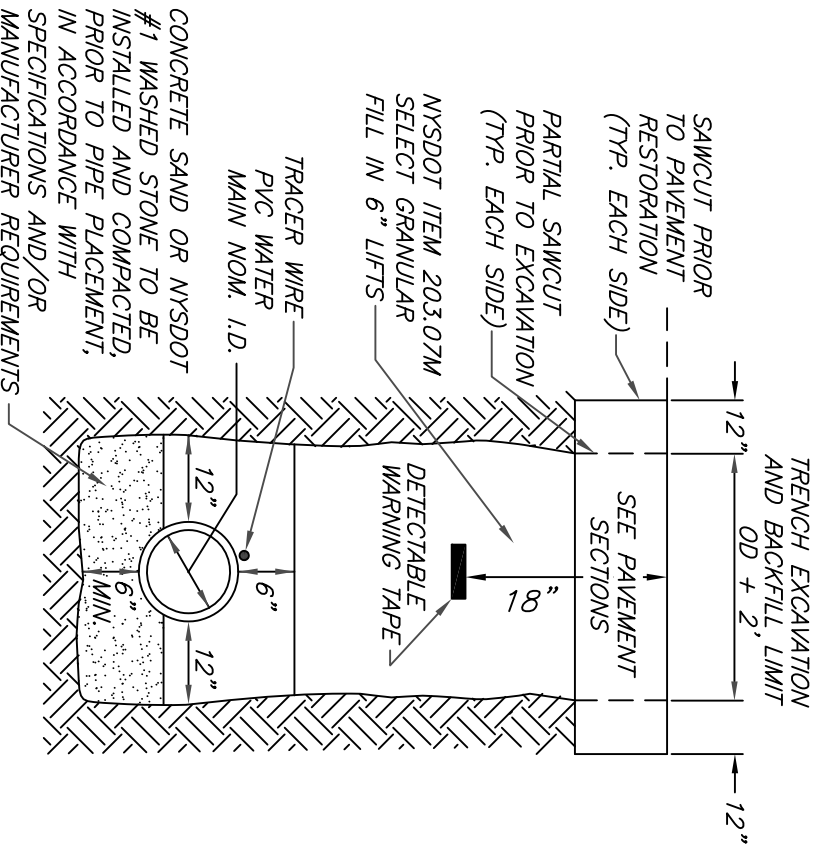 TRENCH EXCAVATION
AND BACKFILL LIMIT
OD + 2'
12"
12"
SAWCUT PRIOR
TO PAVEMENT
RESTORATION
(TYP. EACH SIDE)
SEE PAVEMENT
SECTIONS
PARTIAL SAWCUT
PRIOR TO EXCAVATION
(TYP. EACH SIDE)
18"
NYSDOT ITEM 203.07M
SELECT GRANULAR
FILL IN 6" LIFTS
DETECTABLE
WARNING TAPE
TRACER WIRE
PVC WATER
MAIN NOM. I.D.
6"
12"
12"
6"
MIN
CONCRETE SAND OR NYSDOT
#1 WASHED STONE TO BE
INSTALLED AND COMPACTED,
PRIOR TO PIPE PLACEMENT,
IN ACCORDANCE WITH
SPECIFICATIONS AND/OR
MANUFACTURER REQUIREMENTS